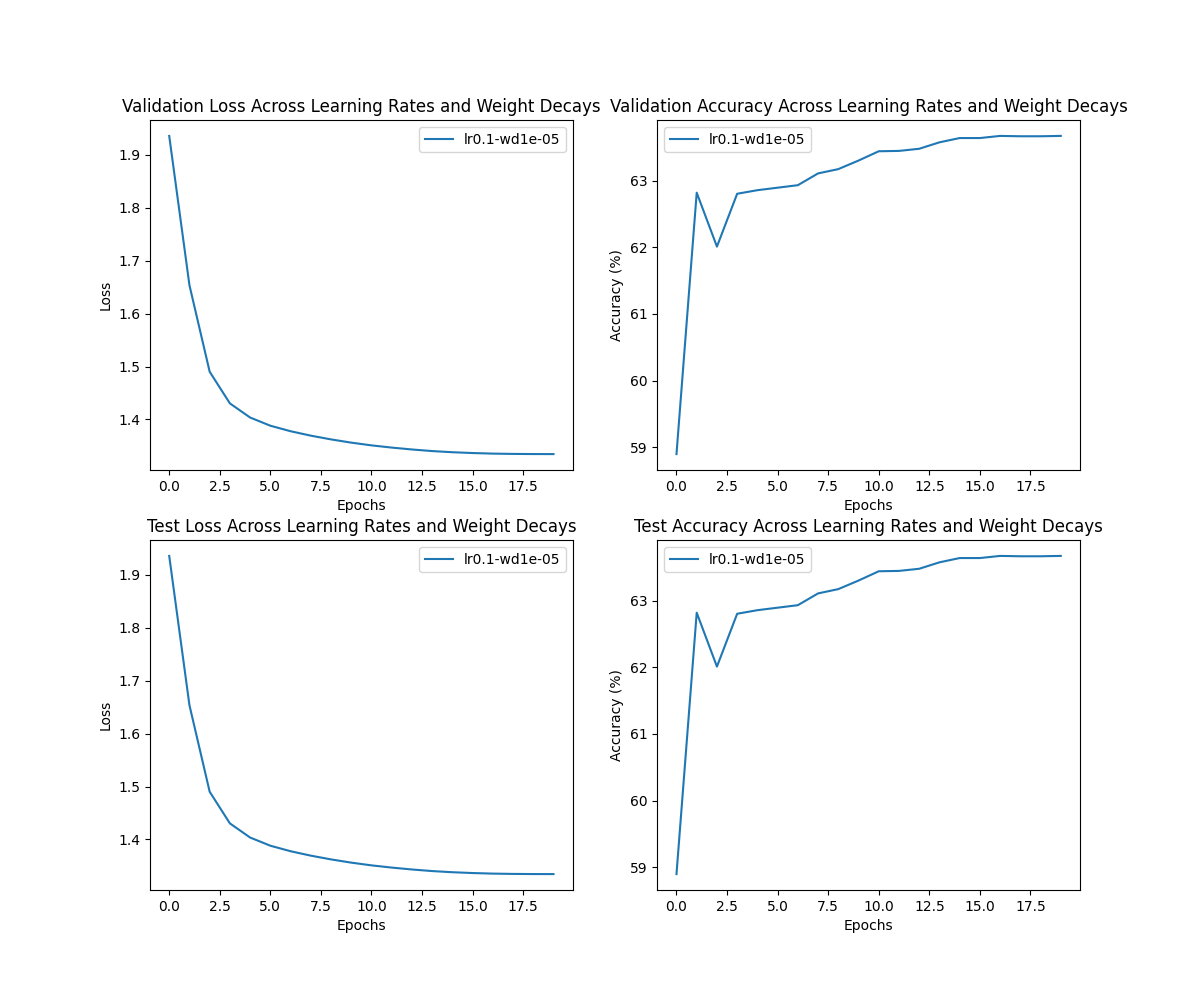 Validation Loss Across Learning Rates and Weight Decays
lr0.1-wd1e-05
1.9
1.8
1.7
1.6
1.5
1.4
Loss
0.0 2.5 5.0 7.5 10.0 12.5 15.0 17.5
Epochs
Validation Accuracy Across Learning Rates and Weight Decays
lr0.1-wd1e-05
63
62
61
60
59
Accuracy (%)
0.0 2.5 5.0 7.5 10.0 12.5 15.0 17.5
Epochs
Test Loss Across Learning Rates and Weight Decays
lr0.1-wd1e-05
1.9
1.8
1.7
1.6
1.5
1.4
Loss
0.0 2.5 5.0 7.5 10.0 12.5 15.0 17.5
Epochs
Test Accuracy Across Learning Rates and Weight Decays
lr0.1-wd1e-05
63
62
61
60
59
Accuracy (%)
0.0 2.5 5.0 7.5 10.0 12.5 15.0 17.5
Epochs